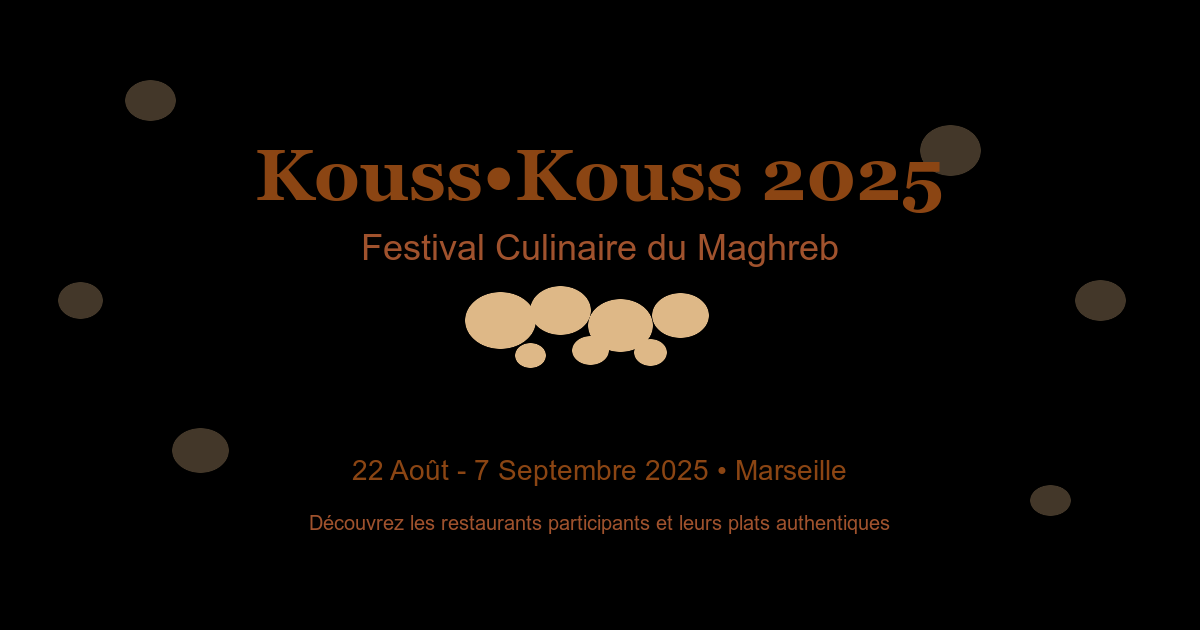 Kouss•Kouss 2025
Festival Culinaire du Maghreb
22 Août - 7 Septembre 2025 • Marseille
Découvrez les restaurants participants et leurs plats authentiques